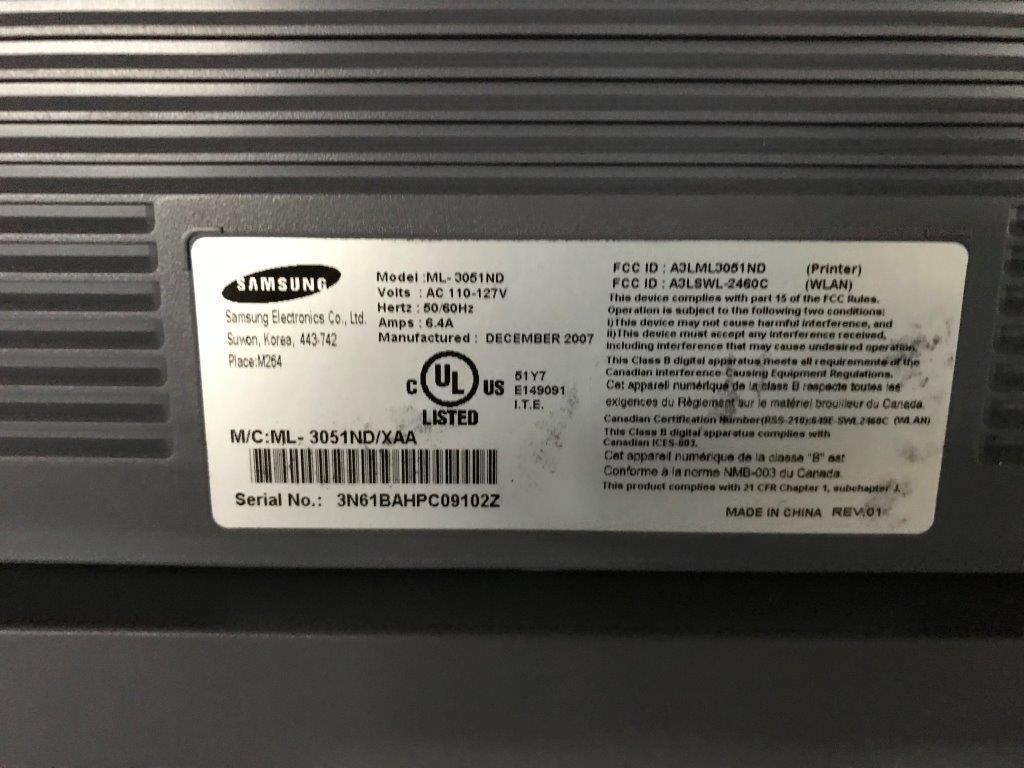 SAMSUNG
Samsung Electronics Co., Ltd.
Suwon, Korea, 443-742
Place:M264
Model :ML- 3051ND
Volts : AC 110-127V
Hertz : 50/60Hz
Amps : 6.4A
Manufactured : DECEMBER 2007
C UL US
LISTED
51Y7
E149091
I.T.E.
M/C:ML- 3051ND/XAA
Serial No.: 3N61BAHPC09102Z
FCC ID : A3LML3051ND (Printer)
FCC ID : A3LSWL-2460C (WLAN)
This device complies with part 15 of the FCC Rules.
Operation is subject to the following two conditions:
i)This device may not cause harmful interference, and
ii)This device must accept any interference received,
including interference that may cause undesired operation.
This Class B digital apparatus meets all requirements of the
Canadian Interference-Causing Equipment Regulations.
Cet appareil numérique de la classe B respecte toutes les
exigences du Règlement sur le matériel brouilleur du Canada.
Canadian Certification Number(RSS-210):649E-SWL2460C (WLAN)
This Class B digital apparatus complies with
Canadian ICES-003.
Cet appareil numérique de la classe "B" est
Conforme à la norme NMB-003 du Canada.
This product complies with 21 CFR Chapter 1, subchapter J.
MADE IN CHINA REV.01